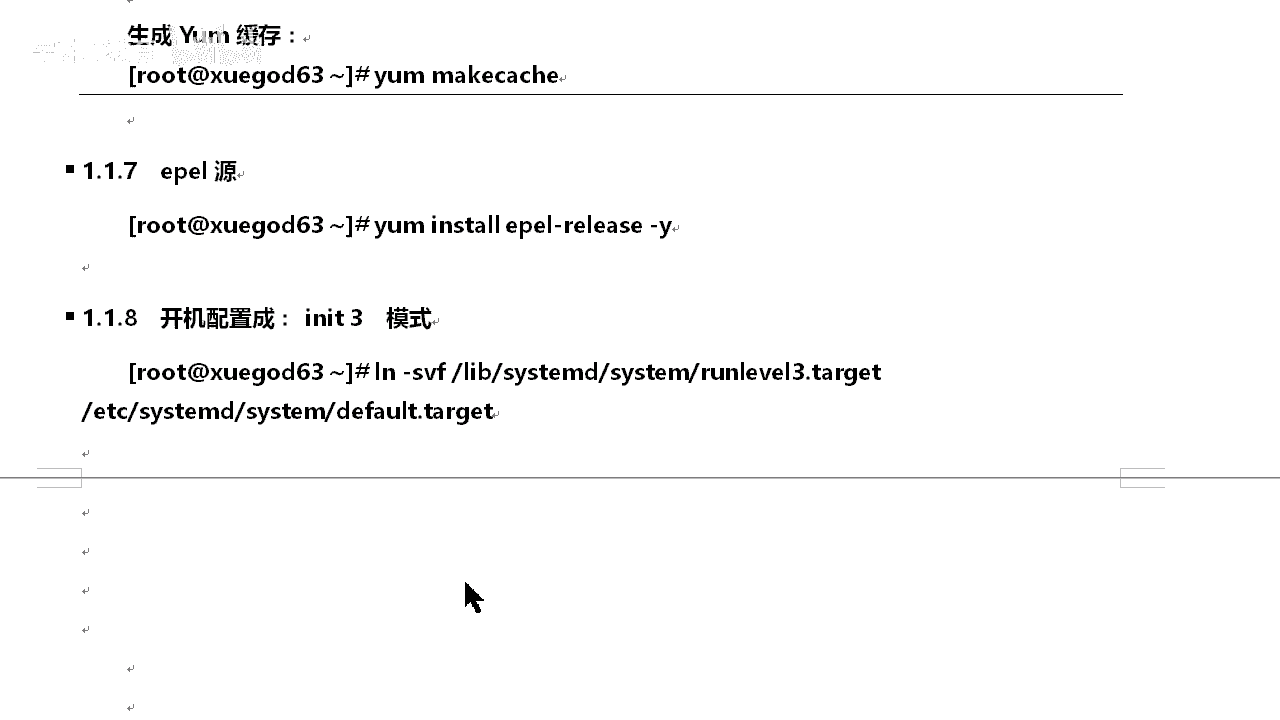 生成 Yum 缓存：
[root@xuegod63 ~]# yum makecache
1.1.7 epel 源
[root@xuegod63 ~]# yum install epel-release -y
1.1.8 开机配置成： init 3 模式
[root@xuegod63 ~]# ln -svf /lib/systemd/system/runlevel3.target
/etc/systemd/system/default.target